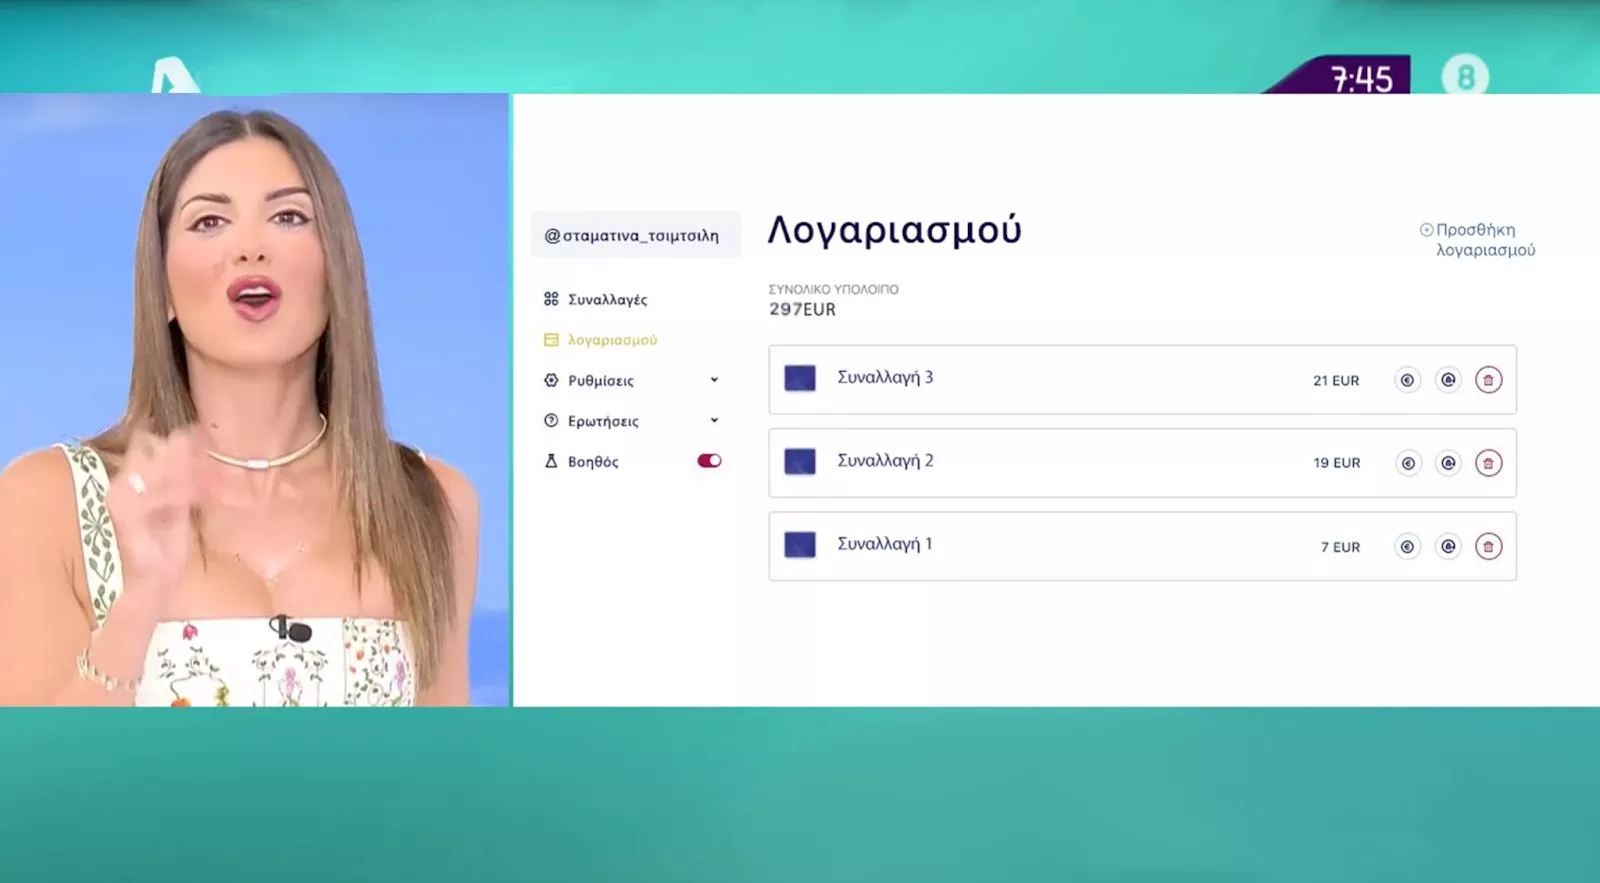 7:45
8
@σταματινα_τσιμτσιλη
Συναλλαγές
λογαριασμού
Ρυθμίσεις
Ερωτήσεις
Βοηθός
Λογαριασμού
Προσθήκη
λογαριασμού
ΣΥΝΟΛΙΚΟ ΥΠΟΛΟΙΠΟ
297EUR
Συναλλαγή 3
21 EUR
Συναλλαγή 2
19 EUR
Συναλλαγή 1
7 EUR